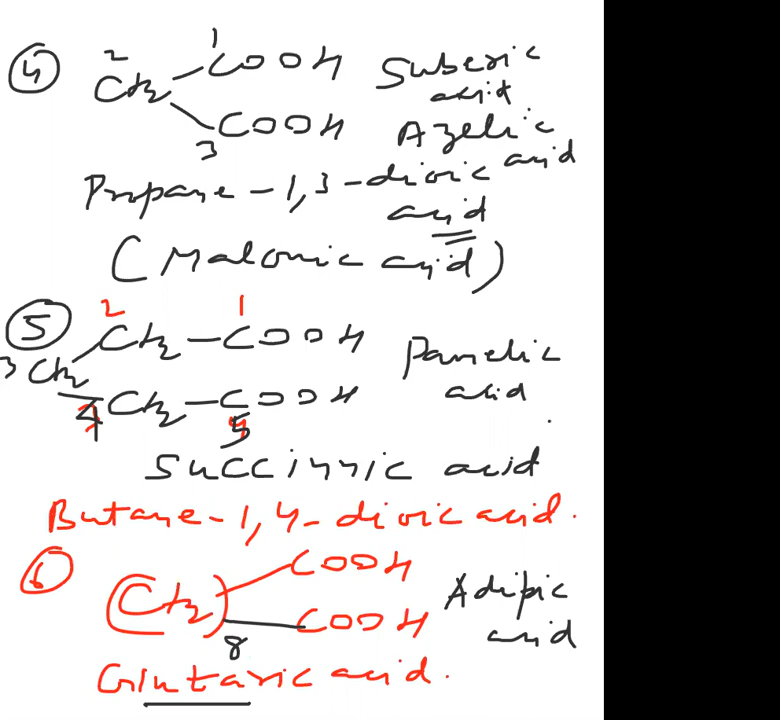 4
2 1
CH2 COOH Suberic acid
3 COOH Azelic acid
Propane-1,3-dioic acid
(Malonic acid)
5
2 1
CH2-COOH Pamelic acid
3 CH2
4 CH2-COOH
5
Succinnic acid
Butane-1,4-dioic acid.
6
(CH2) COOH Adipic acid
8 COOH
Glutaric acid.